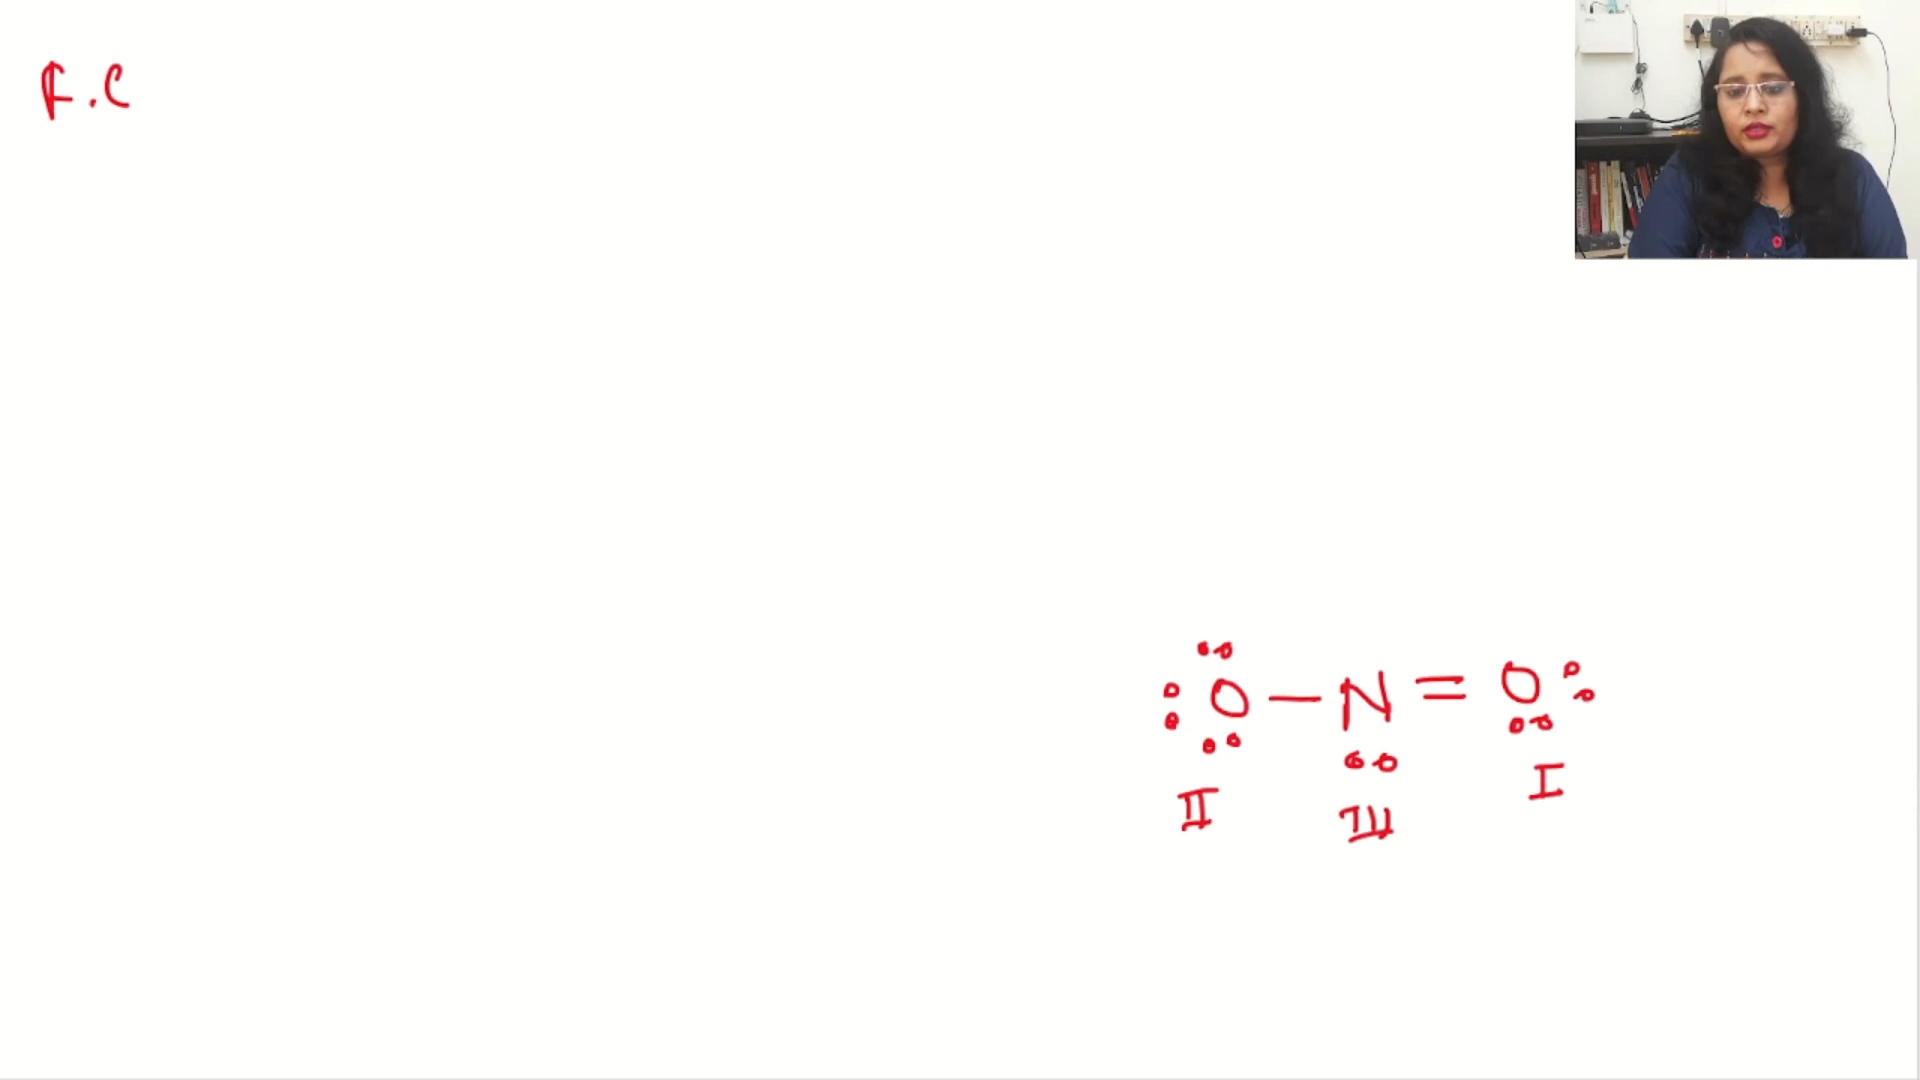 F.C
O – N = O
II III I